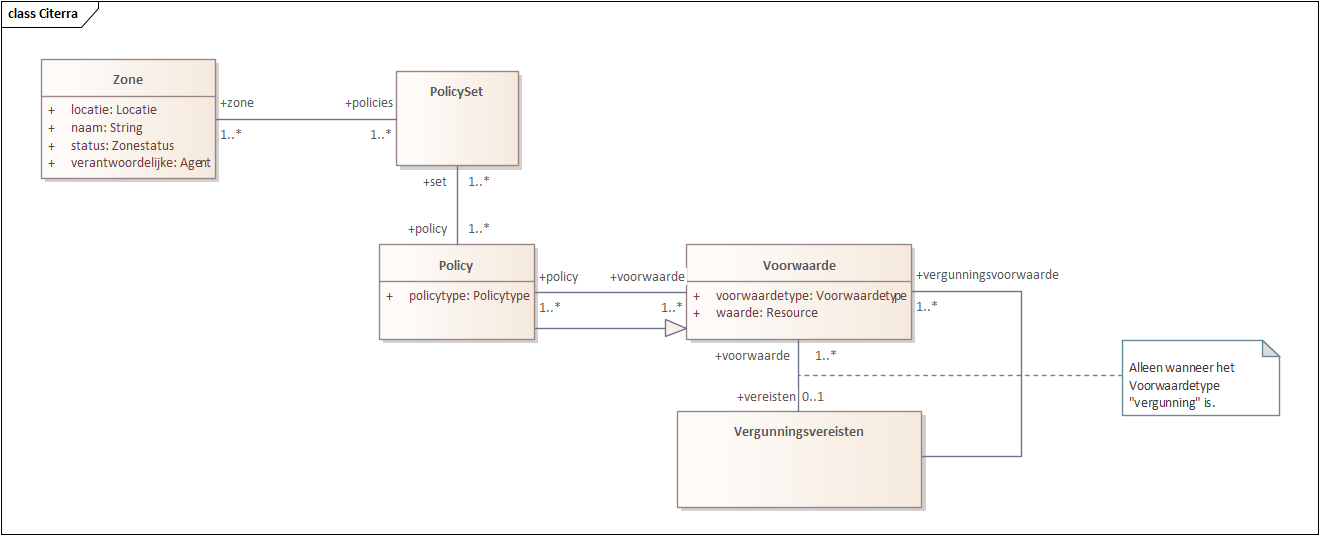 class Citerra
Zone
+ locatie: Locatie
+ naam: String
+ status: Zonestatus
+ verantwoordelijke: Agent
+zone
1..*
+policies
1..*
PolicySet
+set
1..*
+policy
1..*
Policy
+ policytype: Policytype
+policy
1..*
+voorwaarde
1..*
Voorwaarde
+ voorwaardetype: Voorwaardetype
+ waarde: Resource
+vergunningsvoorwaarde
1..*
+voorwaarde
1..*
+vereisten
0..1
Vergunningsvereisten
Alleen wanneer het
Voorwaardetype
"vergunning" is.